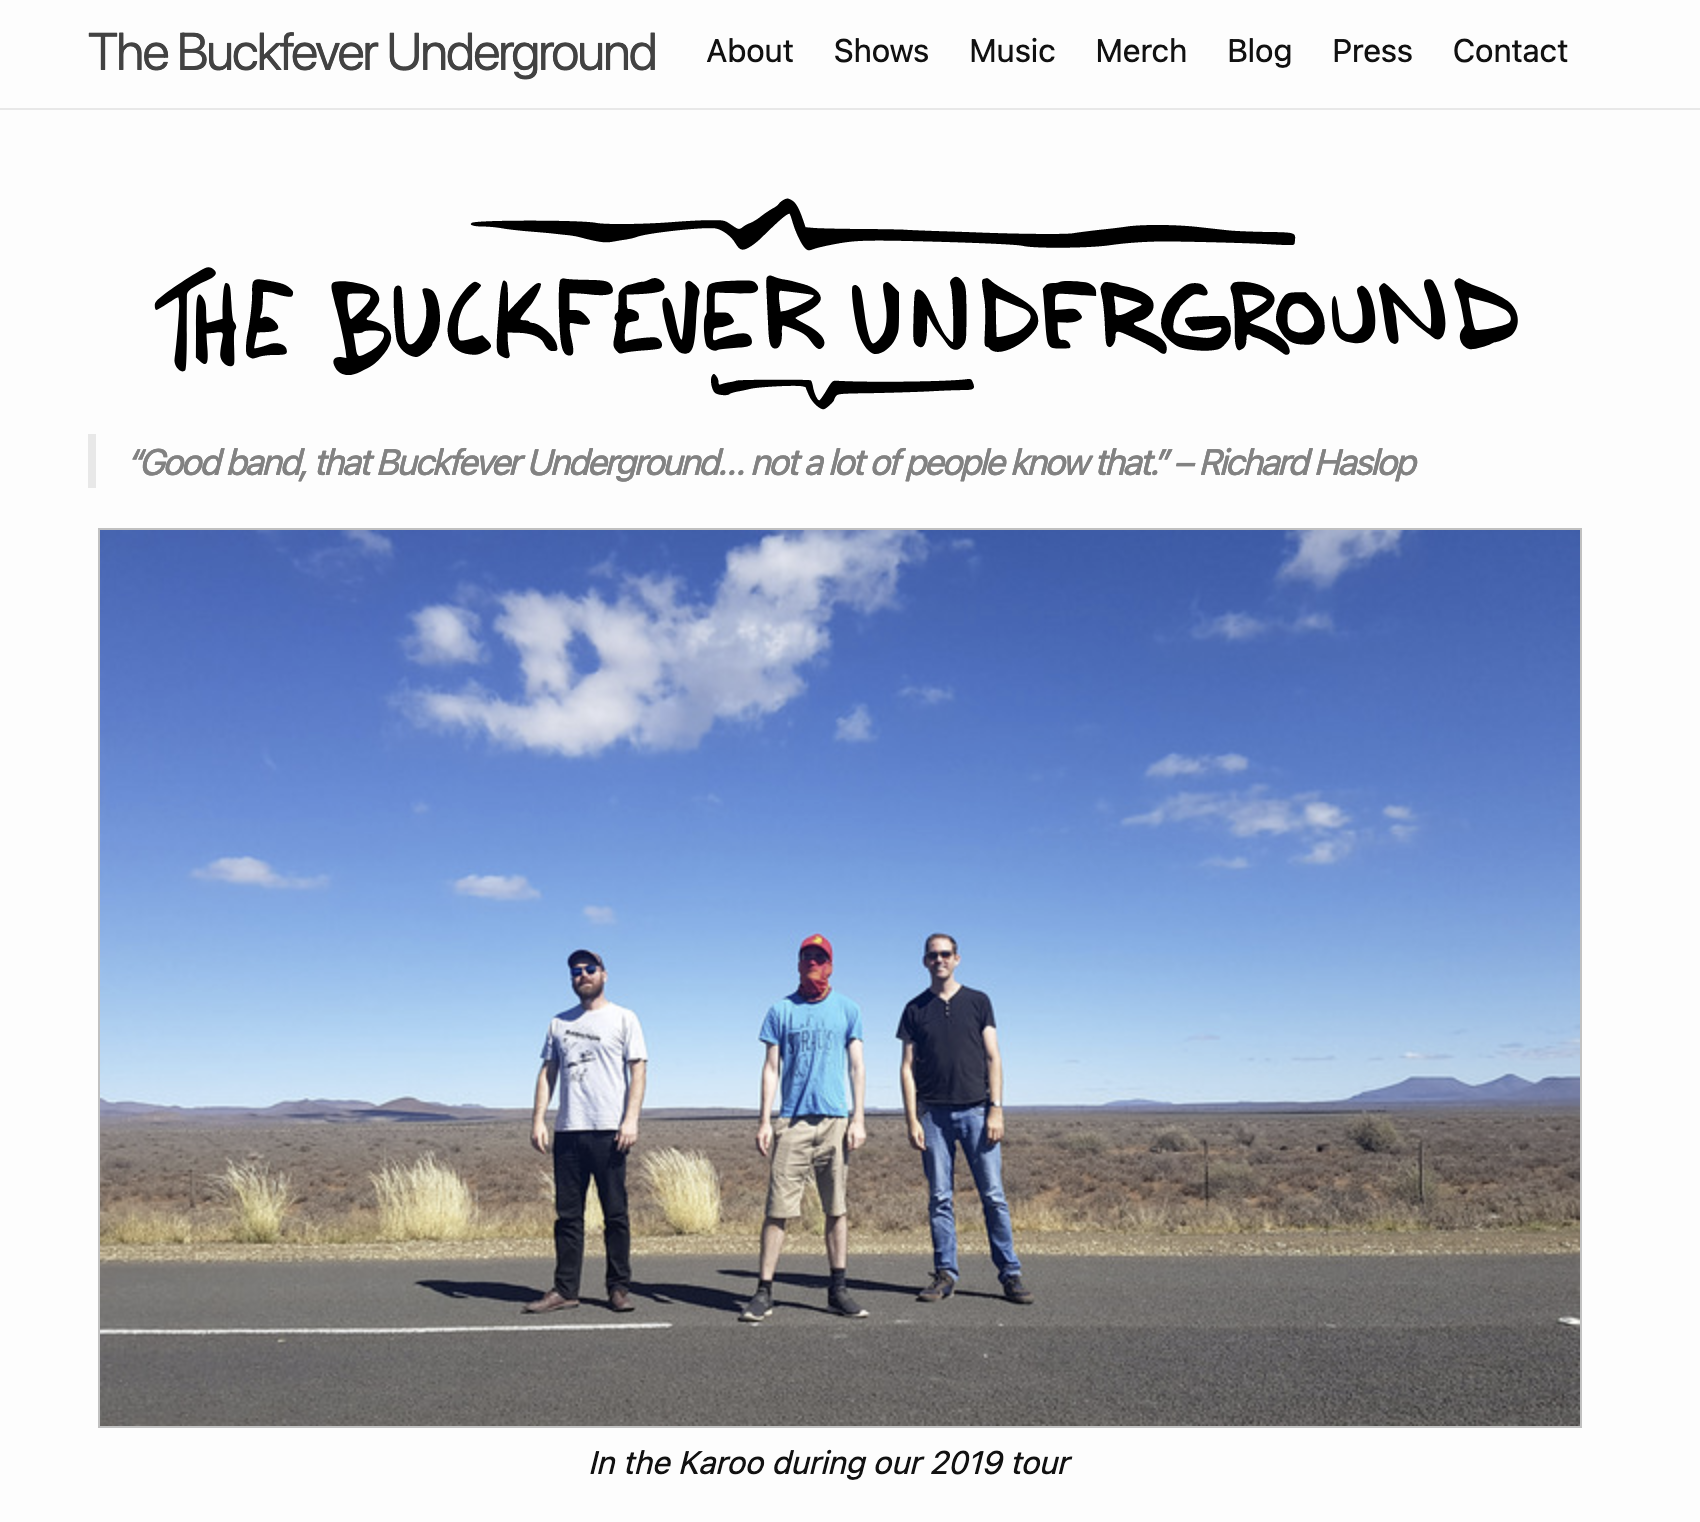 The Buckfever Underground About Shows Music Merch Blog Press Contact
THE BUCKFEVER UNDERGROUND
“Good band, that Buckfever Underground… not a lot of people know that.” – Richard Haslop
In the Karoo during our 2019 tour